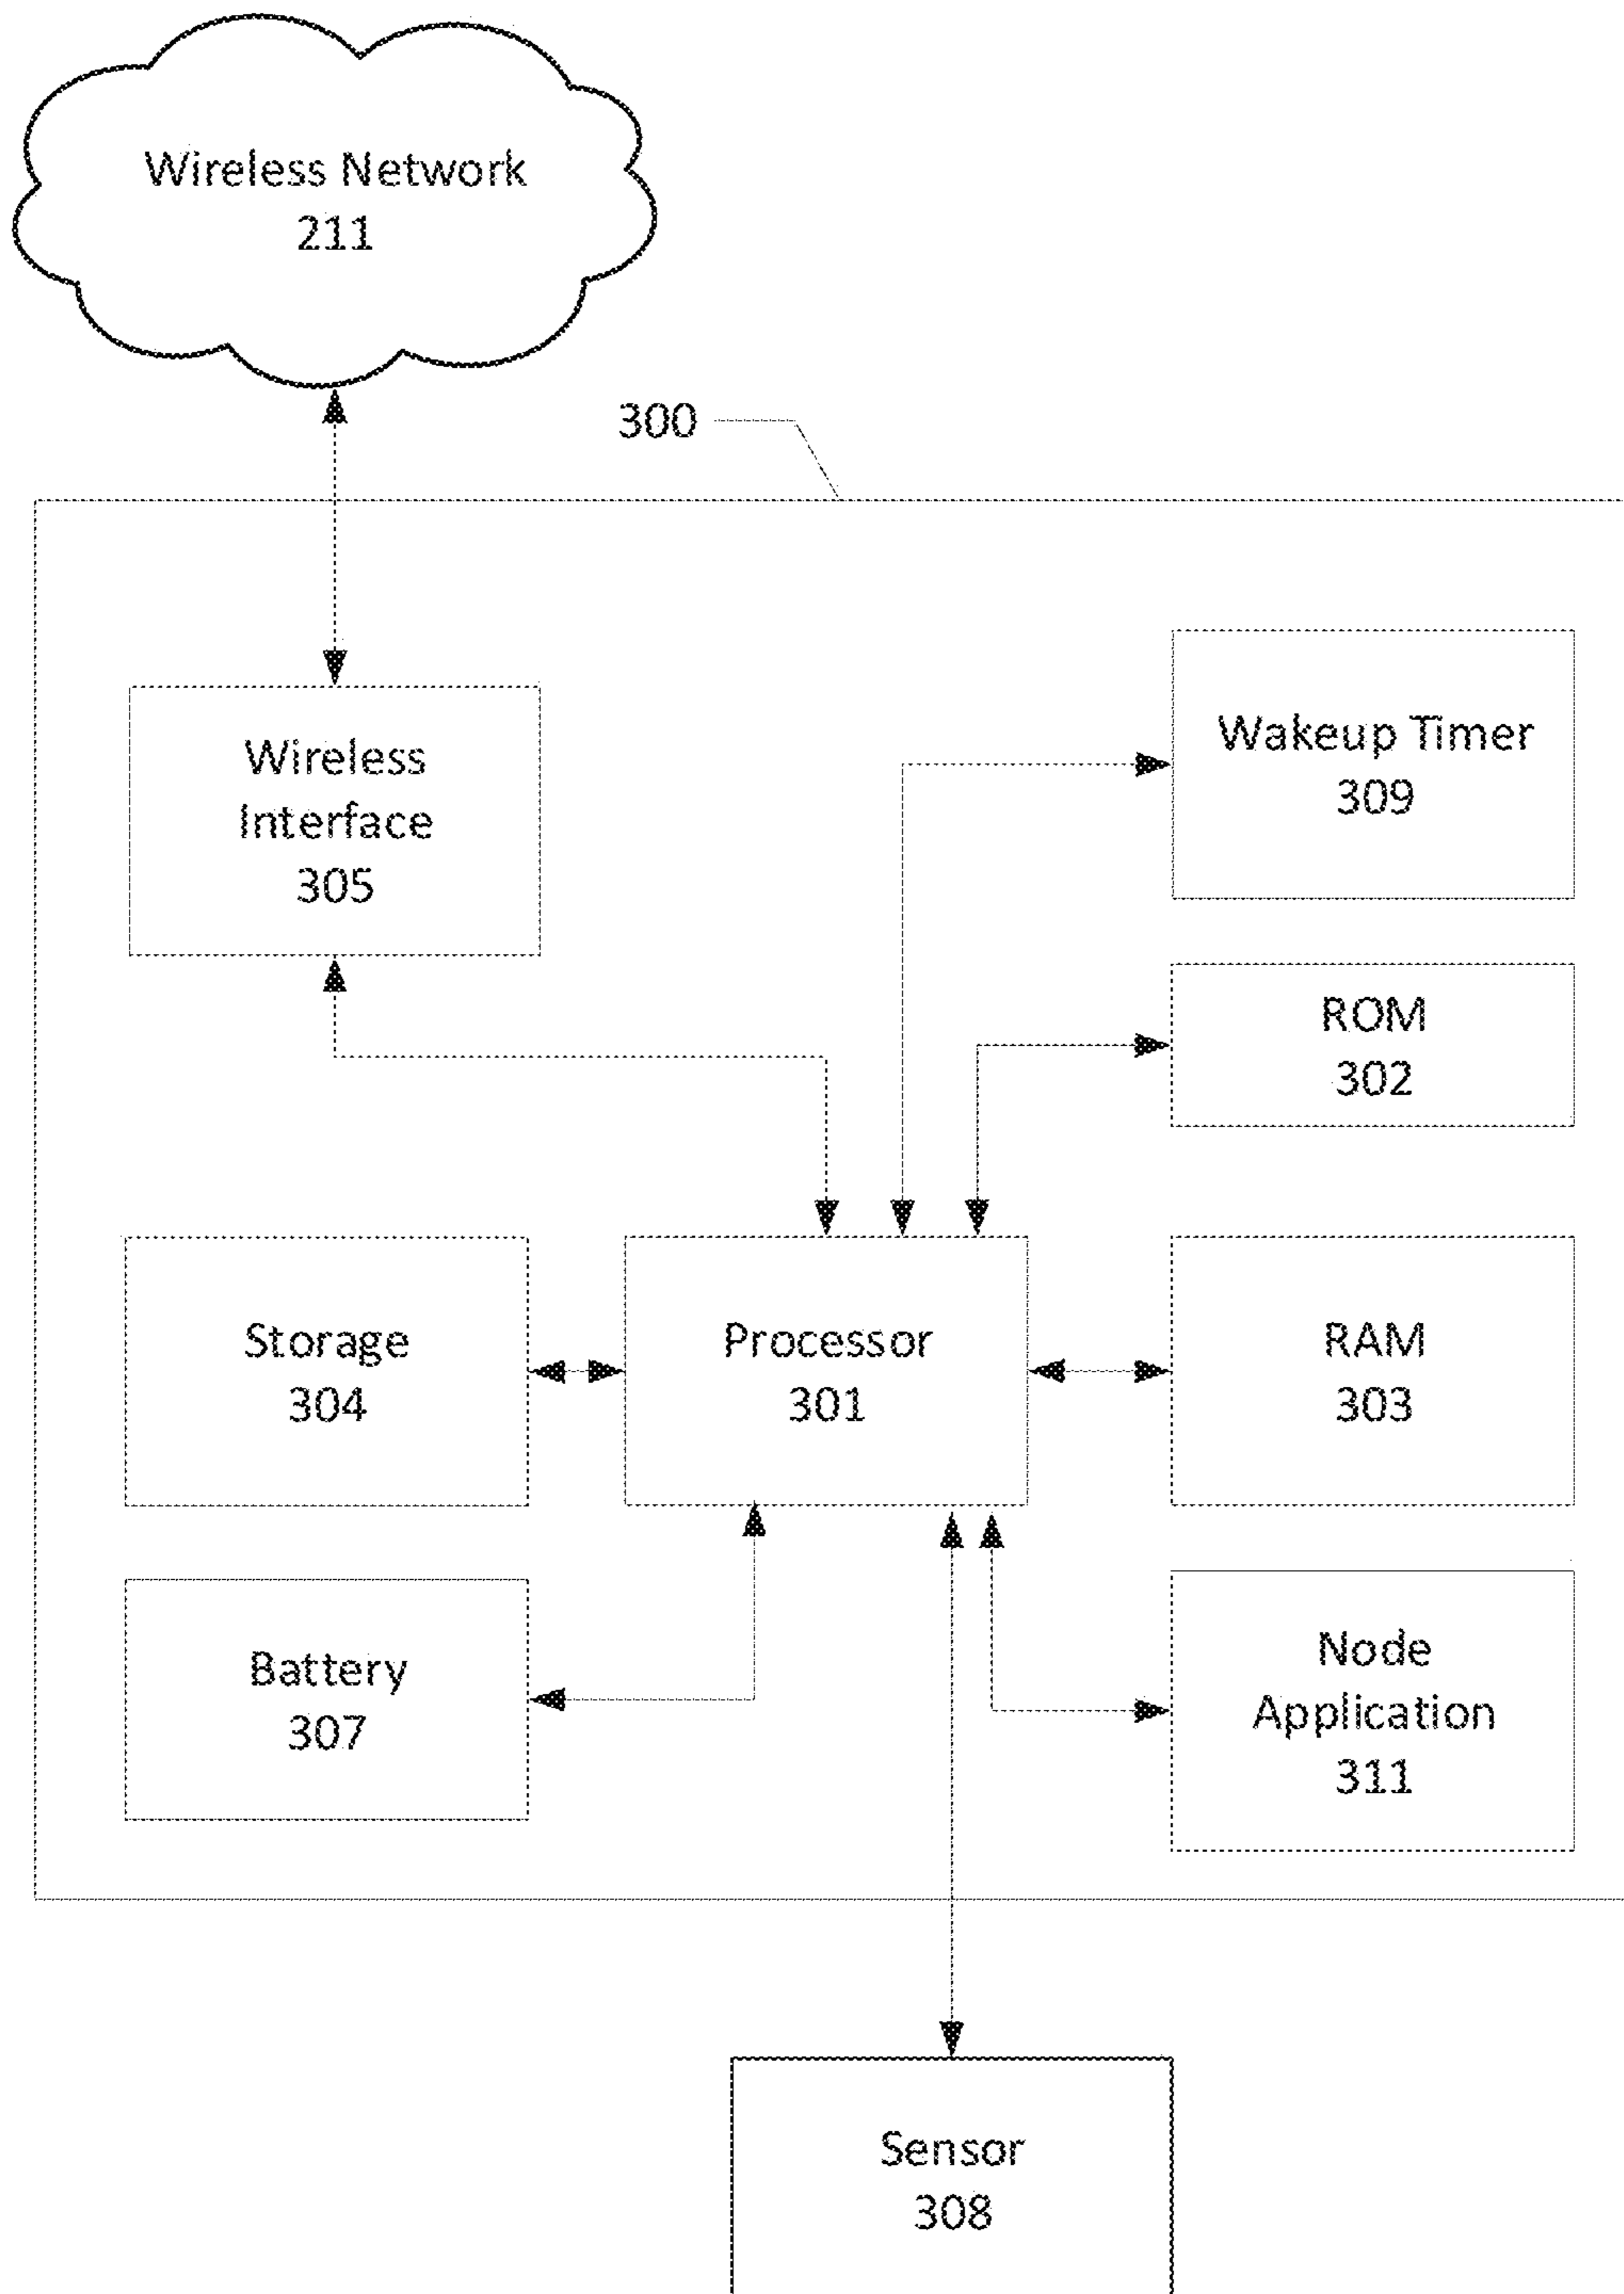 Wireless Network
211
300
Wireless
Interface
305
Wakeup Timer
309
ROM
302
Storage
304
Processor
301
RAM
303
Battery
307
Node
Application
311
Sensor
308